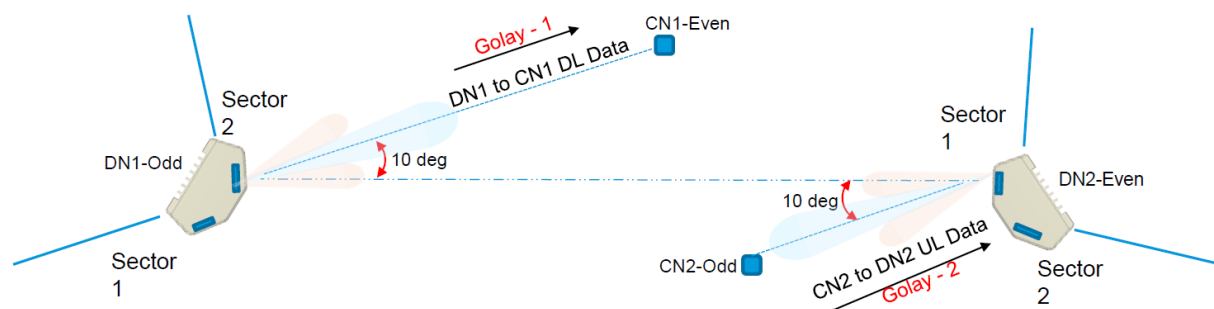 Golay - 1
CN1-Even
DN1 to CN1 DL Data
Sector
2
DN1-Odd
10 deg
Sector
1
Sector
1
DN2-Even
10 deg
CN2-Odd
CN2 to DN2 UL Data
Golay - 2
Sector
2